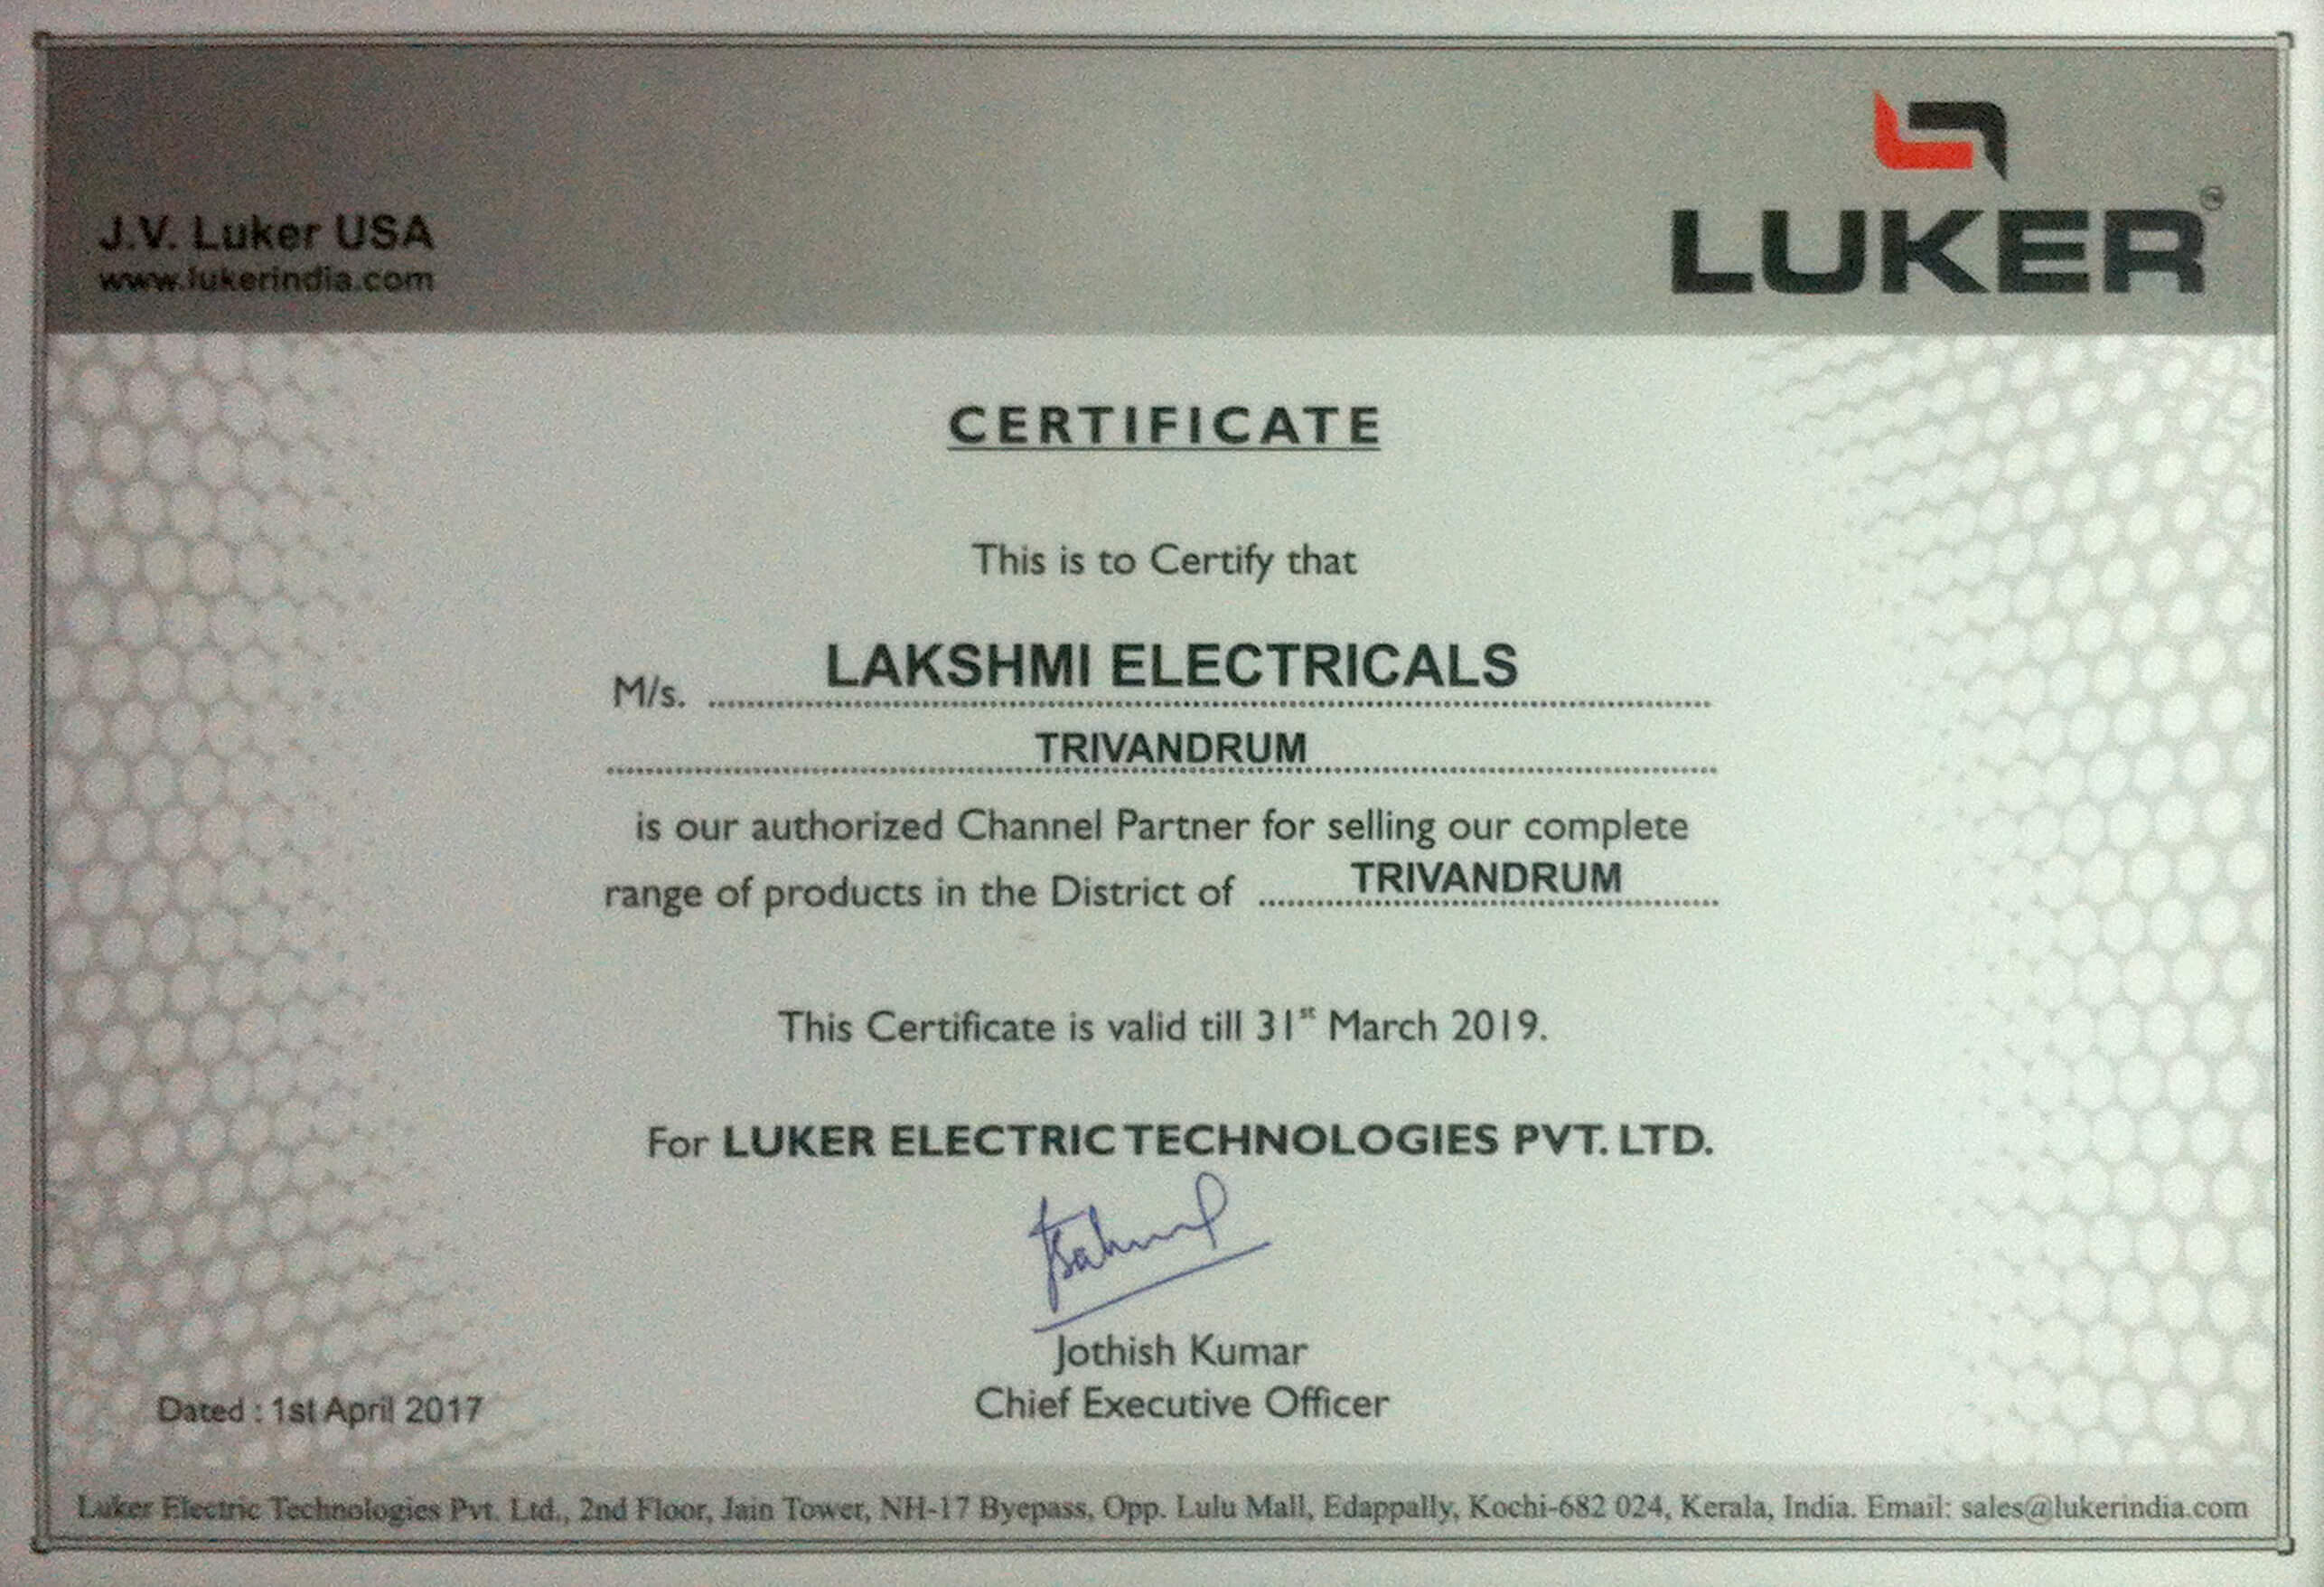 J.V. Luker USA
www.lukerindia.com
LUKER
CERTIFICATE
This is to Certify that
M/s. LAKSHMI ELECTRICALS
TRIVANDRUM
is our authorized Channel Partner for selling our complete
range of products in the District of TRIVANDRUM
This Certificate is valid till 31st March 2019.
For LUKER ELECTRIC TECHNOLOGIES PVT. LTD.
Jothish Kumar
Chief Executive Officer
Dated : 1st April 2017
Luker Electric Technologies Pvt. Ltd., 2nd Floor, Jain Tower, NH-17 Byepass, Opp. Lulu Mall, Edappally, Kochi-682 024, Kerala, India. Email: sales@lukerindia.com